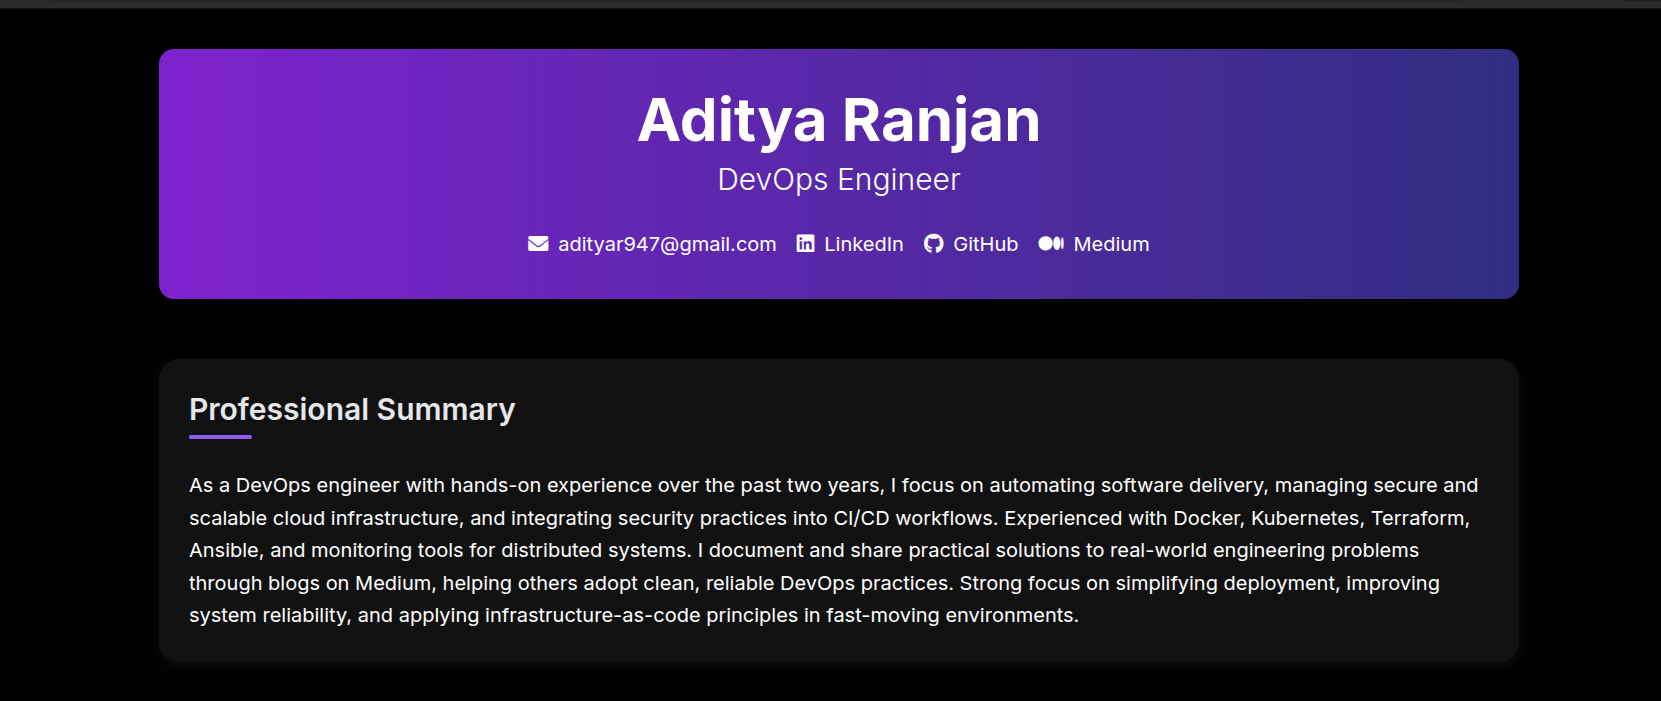 Aditya Ranjan
DevOps Engineer
adityar947@gmail.com LinkedIn GitHub Medium
Professional Summary
As a DevOps engineer with hands-on experience over the past two years, I focus on automating software delivery, managing secure and
scalable cloud infrastructure, and integrating security practices into CI/CD workflows. Experienced with Docker, Kubernetes, Terraform,
Ansible, and monitoring tools for distributed systems. I document and share practical solutions to real-world engineering problems
through blogs on Medium, helping others adopt clean, reliable DevOps practices. Strong focus on simplifying deployment, improving
system reliability, and applying infrastructure-as-code principles in fast-moving environments.